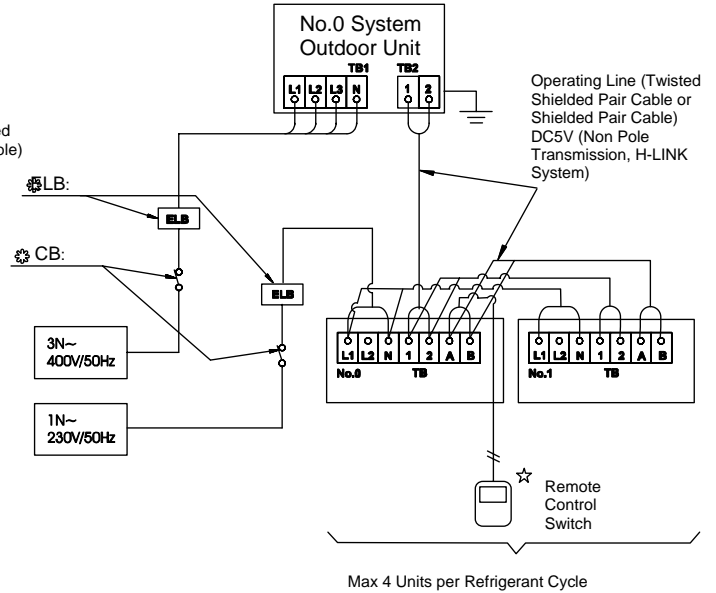 No.0 System
Outdoor Unit
TB1
TB2
L1 L2 L3 N
1 2
Operating Line (Twisted
Shielded Pair Cable or
Shielded Pair Cable)
DC5V (Non Pole
Transmission, H-LINK
System)
LB:
ELB
CB:
ELB
3N~
400V/50Hz
1N~
230V/50Hz
L1 L2 N 1 2 A B
No.0 TB
L1 L2 N 1 2 A B
No.1 TB
Remote
Control
Switch
Max 4 Units per Refrigerant Cycle